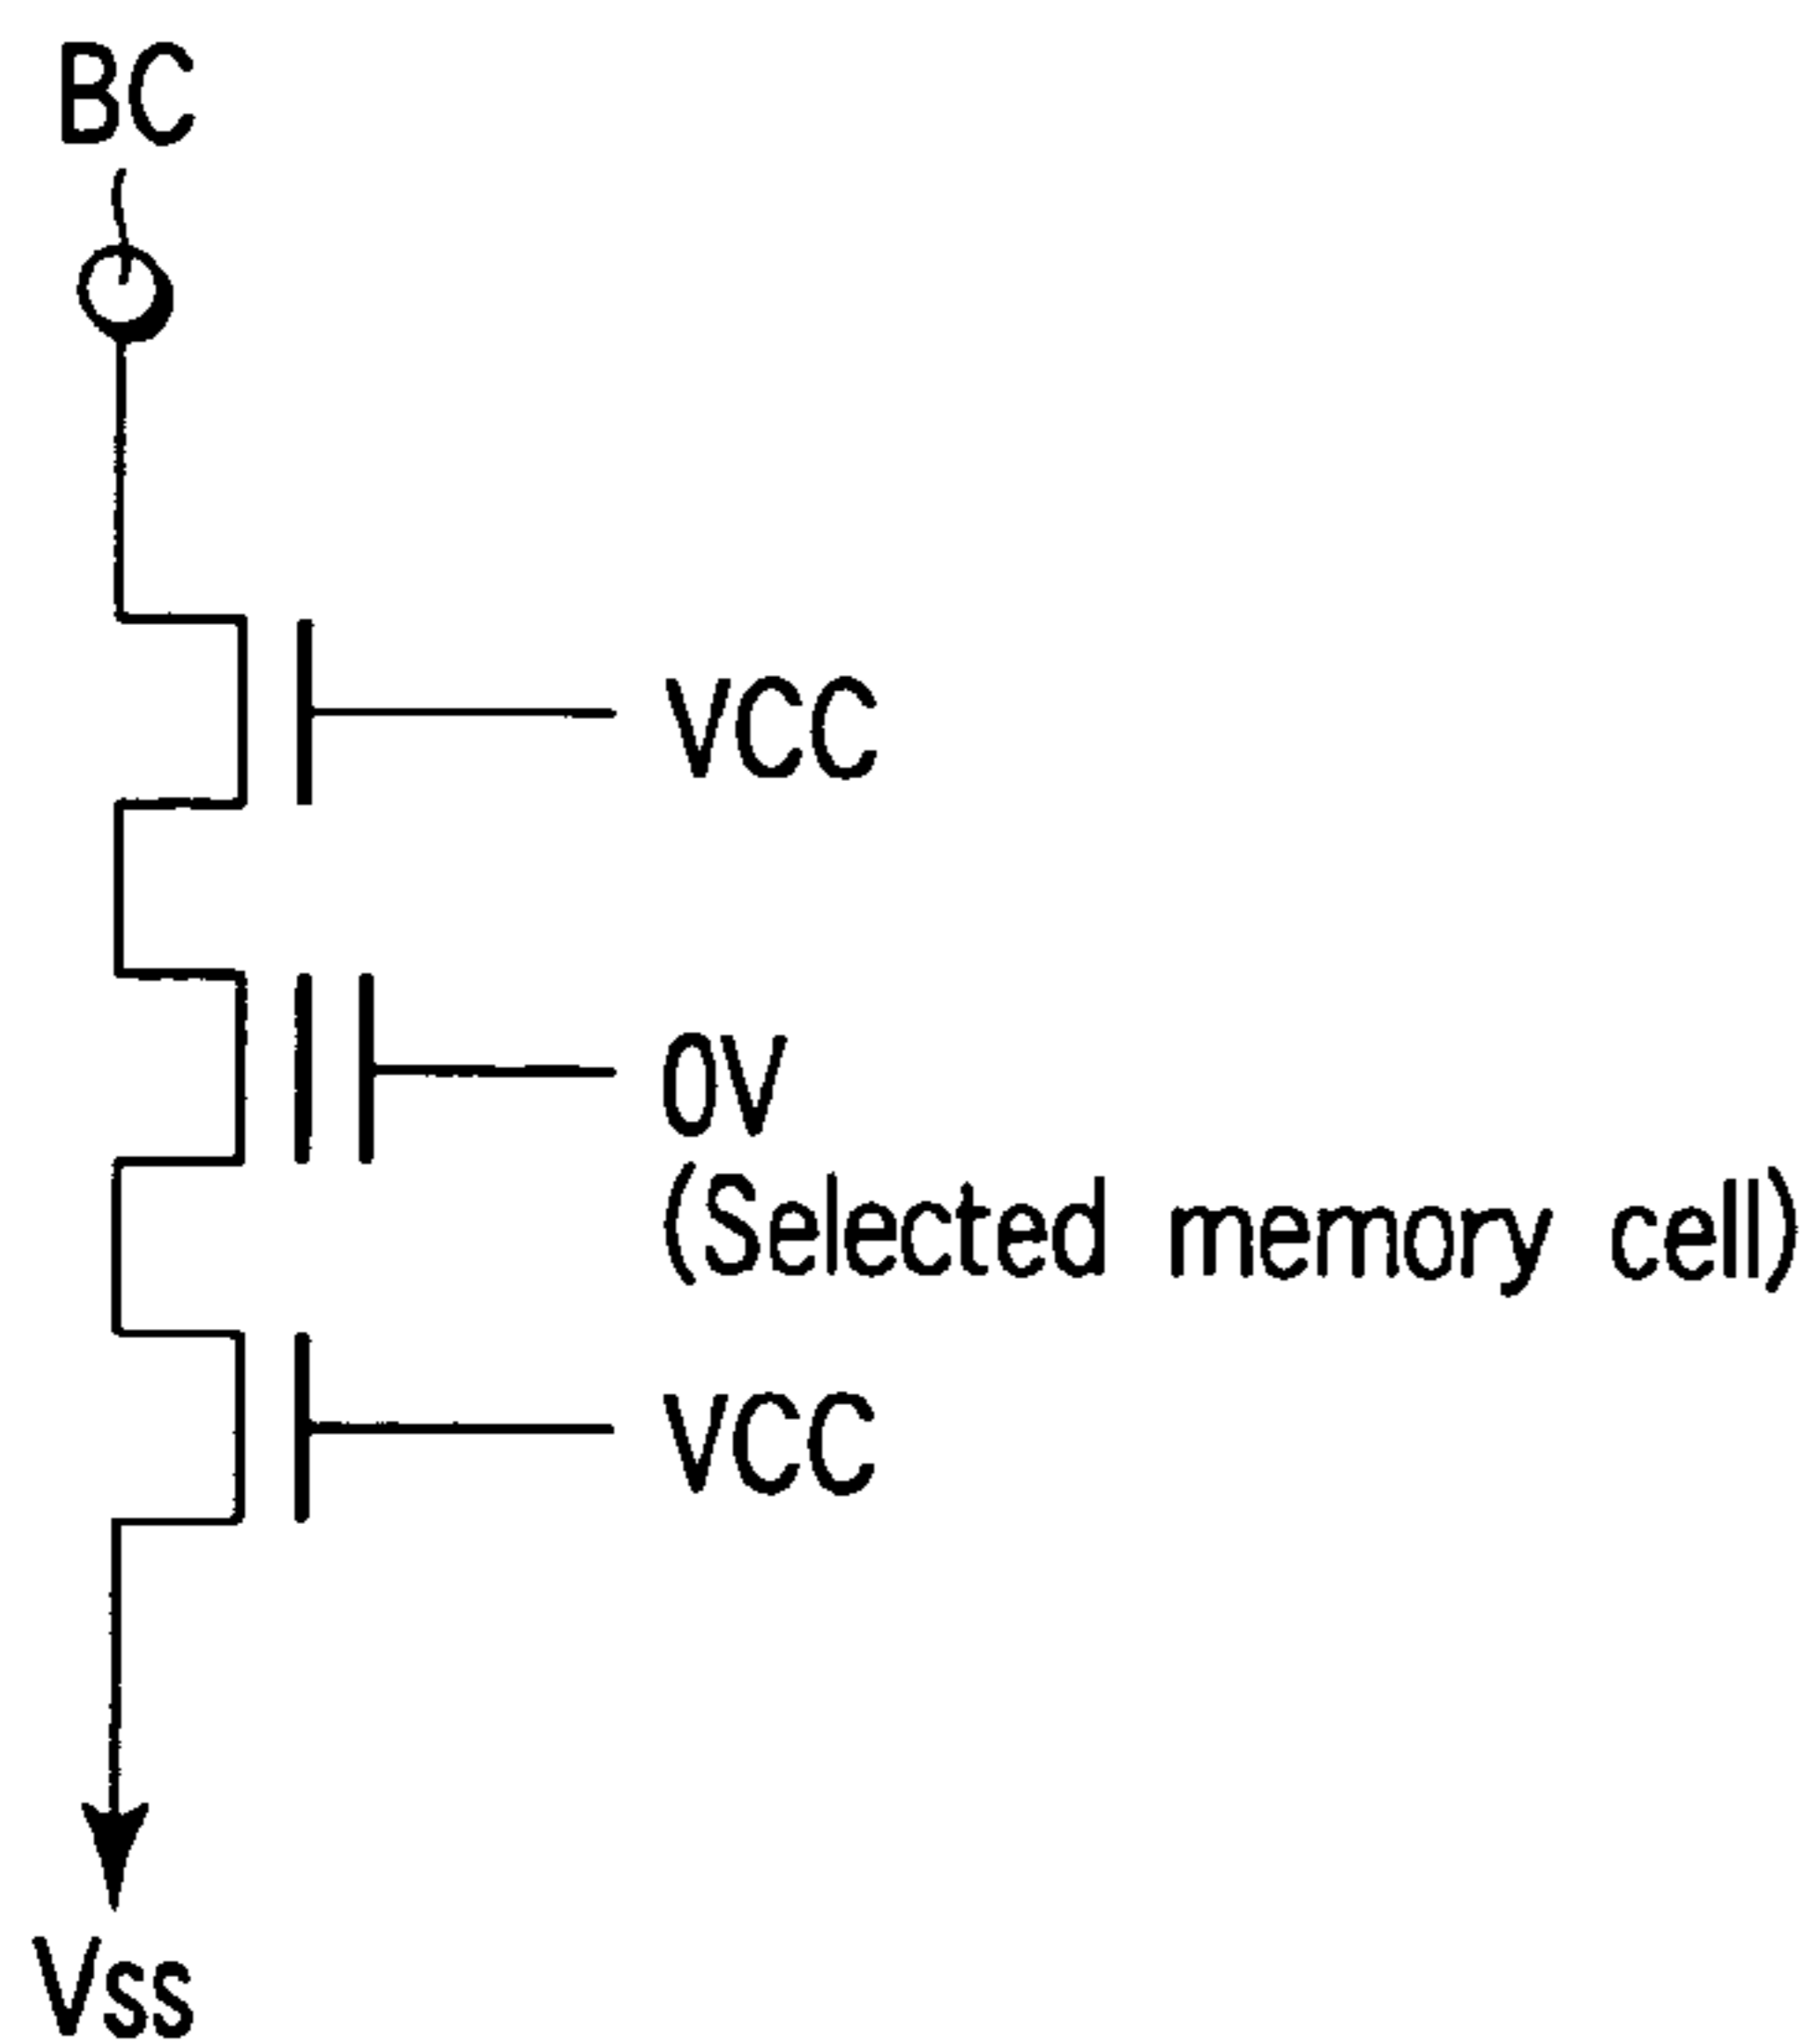 BC
VCC
0V
(Selected memory cell)
VCC
Vss